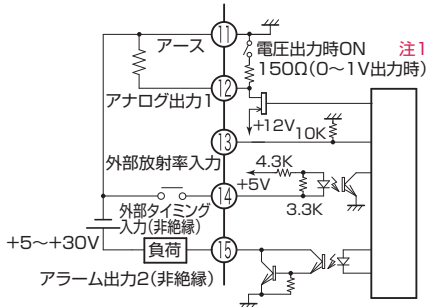 ⑪
アース
電圧出力時ON 注1
150Ω(0～1V出力時)
⑫
アナログ出力1
+12V
10K
⑬
外部放射率入力
4.3K
+5V
⑭
3.3K
外部タイミング
入力(非絶縁)
+5～+30V
負荷
⑮
アラーム出力2(非絶縁)